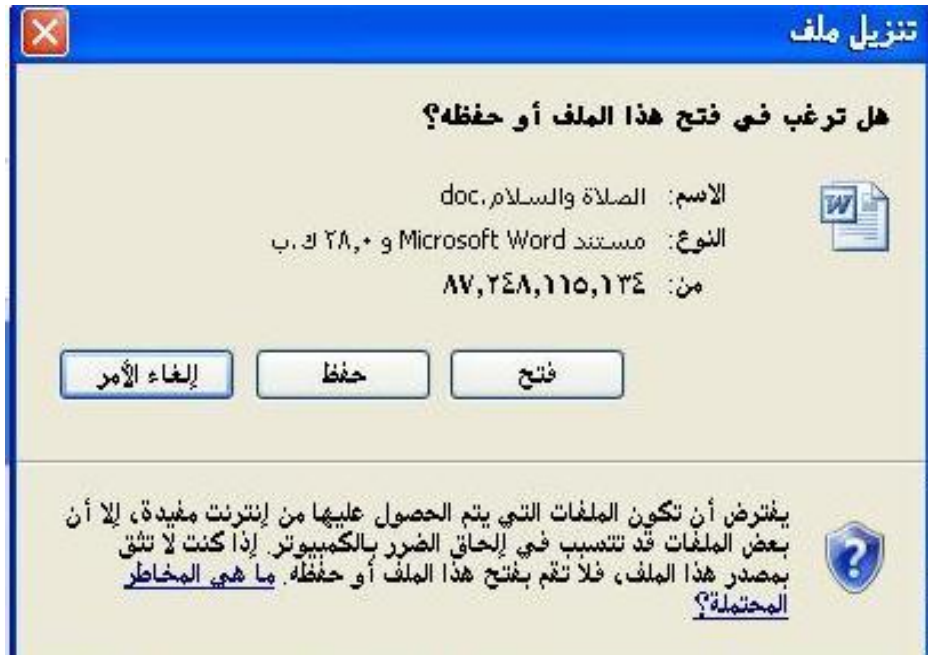 تنزيل ملف
هل ترغب في فتح هذا الملف أو حفظه؟
الاسم: الصلاة والسلام.doc
النوع: مستند Microsoft Word و ٢٨,٠ ك.ب
من: ٨٧,٢٤٨,١١٥,١٣٤
فتح حفظ إلغاء الأمر
يفترض أن تكون الملفات التي يتم الحصول عليها من إنترنت مفيدة، إلا أن
بعض الملفات قد تتسبب في إلحاق الضرر بالكمبيوتر. إذا كنت لا تثق
بمصدر هذا الملف، فلا تقم بفتح هذا الملف أو حفظه. ما هي المخاطر
المحتملة؟